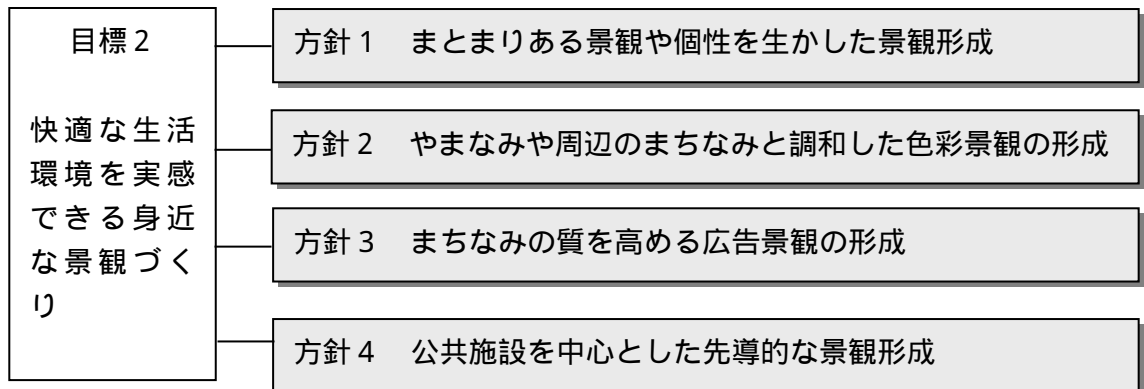 目標2
快適な生活
環境を実感
できる身近
な景観づく
り
方針1 まとまりある景観や個性を生かした景観形成
方針2 やまなみや周辺のまちなみと調和した色彩景観の形成
方針3 まちなみの質を高める広告景観の形成
方針4 公共施設を中心とした先導的な景観形成